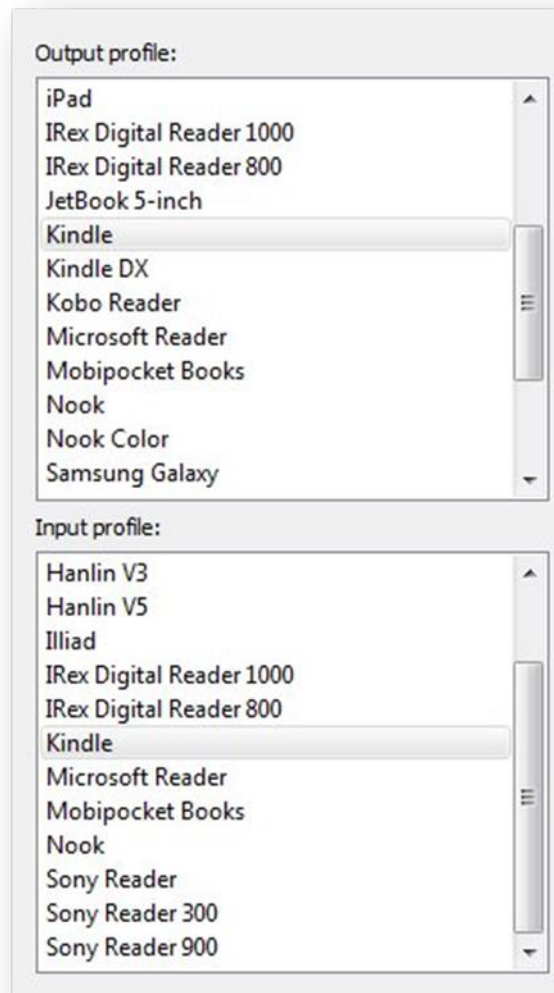 Output profile:
iPad
IRex Digital Reader 1000
IRex Digital Reader 800
JetBook 5-inch
Kindle
Kindle DX
Kobo Reader
Microsoft Reader
Mobipocket Books
Nook
Nook Color
Samsung Galaxy
Input profile:
Hanlin V3
Hanlin V5
Illiad
IRex Digital Reader 1000
IRex Digital Reader 800
Kindle
Microsoft Reader
Mobipocket Books
Nook
Sony Reader
Sony Reader 300
Sony Reader 900